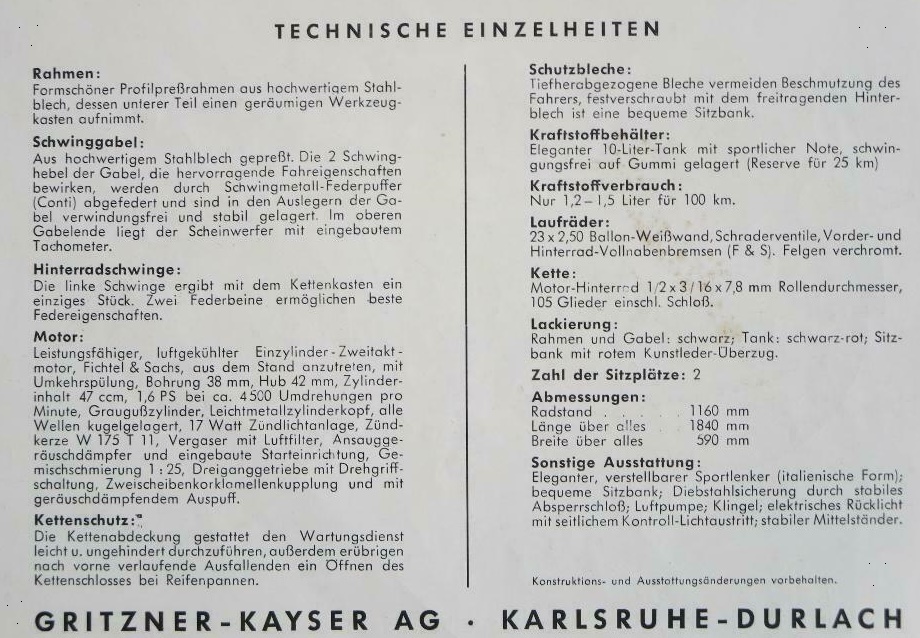 TECHNISCHE EINZELHEITEN
Rahmen:
Formschöner Profilpreßrahmen aus hochwertigem Stahl-
blech, dessen unterer Teil einen geräumigen Werkzeug-
kasten aufnimmt.
Schwinggabel:
Aus hochwertigem Stahlblech gepreßt. Die 2 Schwing-
hebel der Gabel, die hervorragende Fahreigenschaften
bewirken, werden durch Schwingmetall-Federpuffer
(Conti) abgefedert und sind in den Auslegern der Ga-
bel verwindungsfrei und stabil gelagert. Im oberen
Gabelende liegt der Scheinwerfer mit eingebautem
Tachometer.
Hinterradschwinge:
Die linke Schwinge ergibt mit dem Kettenkasten ein
einziges Stück. Zwei Federbeine ermöglichen beste
Federeigenschaften.
Motor:
Leistungsfähiger, luftgekühlter Einzylinder-Zweitakt-
motor, Fichtel & Sachs, aus dem Stand anzutreten, mit
Umkehrspülung, Bohrung 38 mm, Hub 42 mm, Zylinder-
inhalt 47 ccm, 1,6 PS bei ca. 4500 Umdrehungen pro
Minute, Graugußzylinder, Leichtmetallzylinderkopf, alle
Wellen kugelgelagert, 17 Watt Zündlichtanlage, Zünd-
kerze W 175 T 11, Vergaser mit Luftfilter, Ansaugge-
räuschdämpfer und eingebaute Starteinrichtung, Ge-
mischschmierung 1 : 25, Dreiganggetriebe mit Drehgriff-
schaltung, Zweischeibenkorklamellenkupplung und mit
geräuschdämpfendem Auspuff.
Kettenschutz:
Die Kettenabdeckung gestattet den Wartungsdienst
leicht u. ungehindert durchzuführen, außerdem erübrigen
nach vorne verlaufende Ausfallenden ein Öffnen des
Kettenschlosses bei Reifenpannen.
Schutzbleche:
Tiefherabgezogene Bleche vermeiden Beschmutzung des
Fahrers, festverschraubt mit dem freitragenden Hinter-
blech ist eine bequeme Sitzbank.
Kraftstoffbehälter:
Eleganter 10-Liter-Tank mit sportlicher Note, schwin-
gungsfrei auf Gummi gelagert (Reserve für 25 km)
Kraftstoffverbrauch:
Nur 1,2 – 1,5 Liter für 100 km.
Laufräder:
23 x 2,50 Ballon-Weißwand, Schraderventile, Vorder- und
Hinterrad-Vollnabenbremsen (F & S). Felgen verchromt.
Kette:
Motor-Hinterrad 1/2 x 3/16 x 7,8 mm Rollendurchmesser,
105 Glieder einschl. Schloß.
Lackierung:
Rahmen und Gabel: schwarz; Tank: schwarz-rot; Sitz-
bank mit rotem Kunstleder-Überzug.
Zahl der Sitzplätze: 2
Abmessungen:
Radstand . . . . . 1160 mm
Länge über alles . . 1840 mm
Breite über alles 590 mm
Sonstige Ausstattung:
Eleganter, verstellbarer Sportlenker (italienische Form);
bequeme Sitzbank; Diebstahlsicherung durch stabiles
Absperrschloß; Luftpumpe; Klingel; elektrisches Rücklicht
mit seitlichem Kontroll-Lichtaustritt; stabiler Mittelständer.
Konstruktions- und Ausstattungsänderungen vorbehalten.
GRITZNER-KAYSER AG · KARLSRUHE-DURLACH